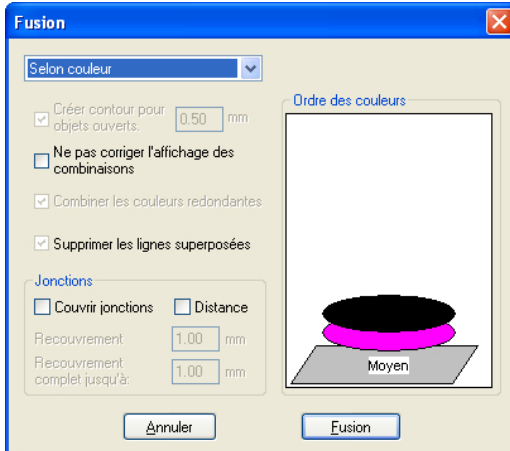 Fusion
Selon couleur
Créer contour pour
objets ouverts.
0.50 mm
Ne pas corriger l'affichage des
combinaisons
Combiner les couleurs redondantes
Supprimer les lignes superposées
Jonctions
Couvrir jonctions
Distance
Recouvrement
1.00 mm
Recouvrement
complet jusqu'à:
1.00 mm
Ordre des couleurs
Moyen
Annuler
Fusion